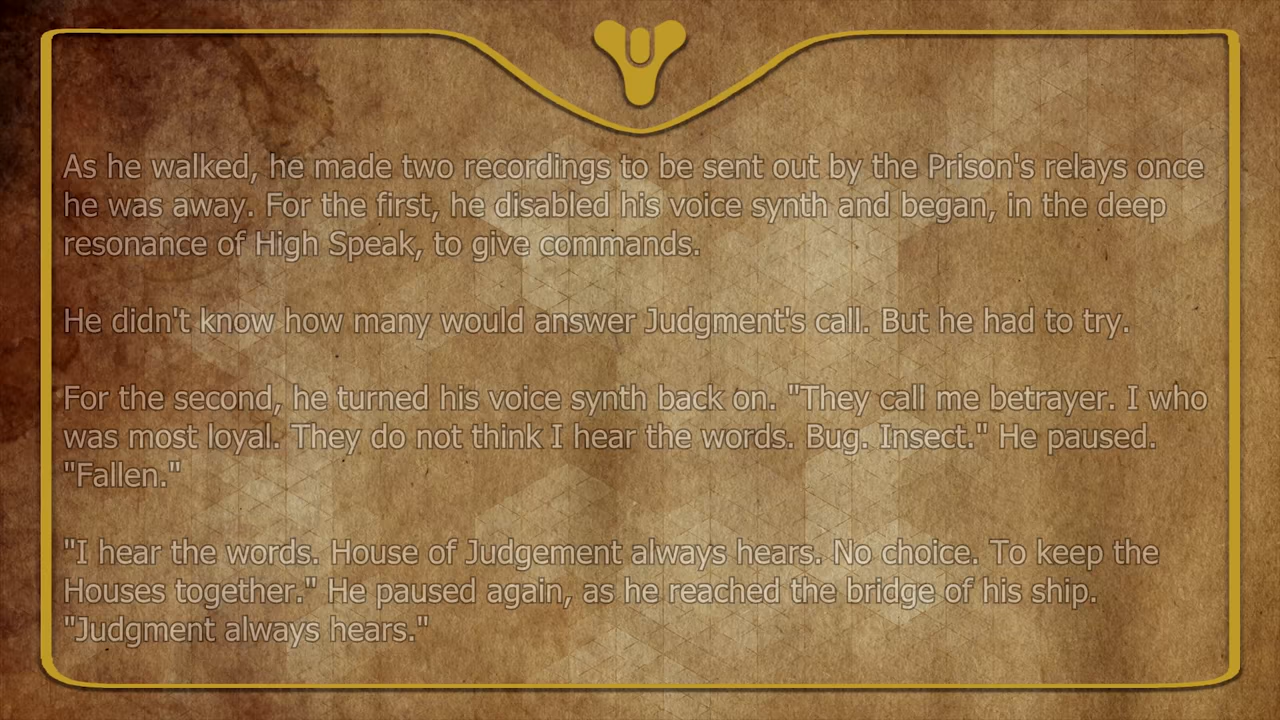 As he walked, he made two recordings to be sent out by the Prison's relays once
he was away. For the first, he disabled his voice synth and began, in the deep
resonance of High Speak, to give commands.
He didn't know how many would answer Judgment's call. But he had to try.
For the second, he turned his voice synth back on. "They call me betrayer. I who
was most loyal. They do not think I hear the words. Bug. Insect." He paused.
"Fallen."
"I hear the words. House of Judgement always hears. No choice. To keep the
Houses together." He paused again, as he reached the bridge of his ship.
"Judgment always hears."